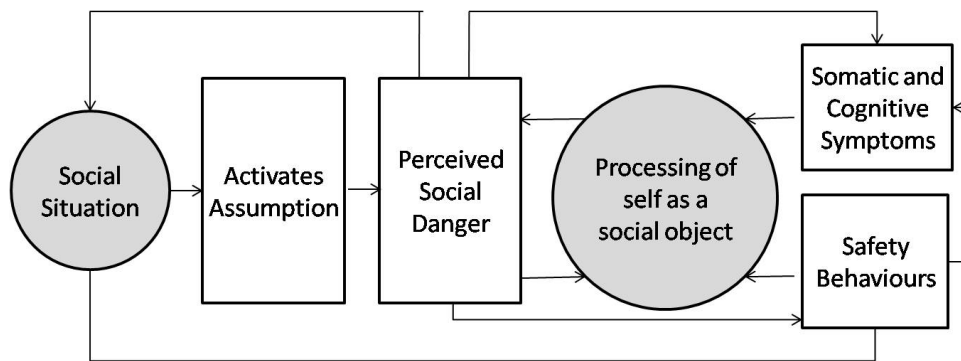 Social
Situation
Activates
Assumption
Perceived
Social
Danger
Processing of
self as a
social object
Somatic and
Cognitive
Symptoms
Safety
Behaviours